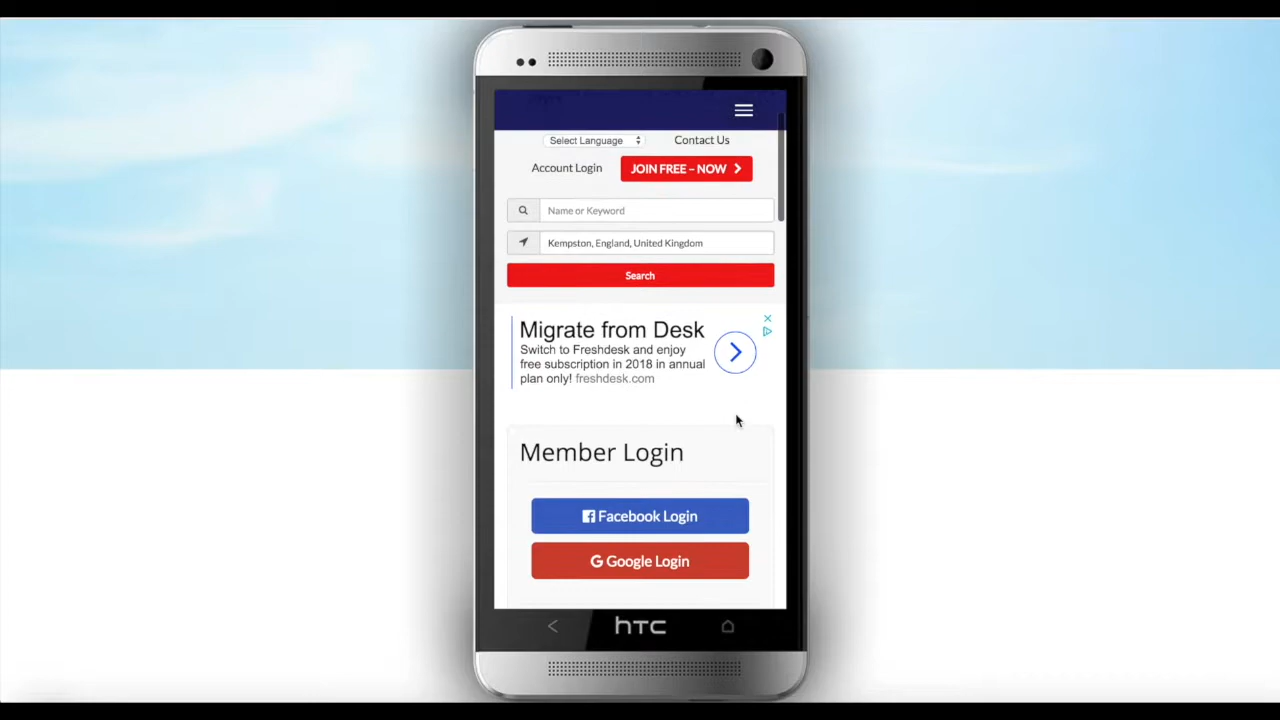 Select Language
Contact Us
Account Login
JOIN FREE – NOW
Name or Keyword
Kempston, England, United Kingdom
Search
Migrate from Desk
Switch to Freshdesk and enjoy
free subscription in 2018 in annual
plan only! freshdesk.com
Member Login
Facebook Login
G Google Login
hTC